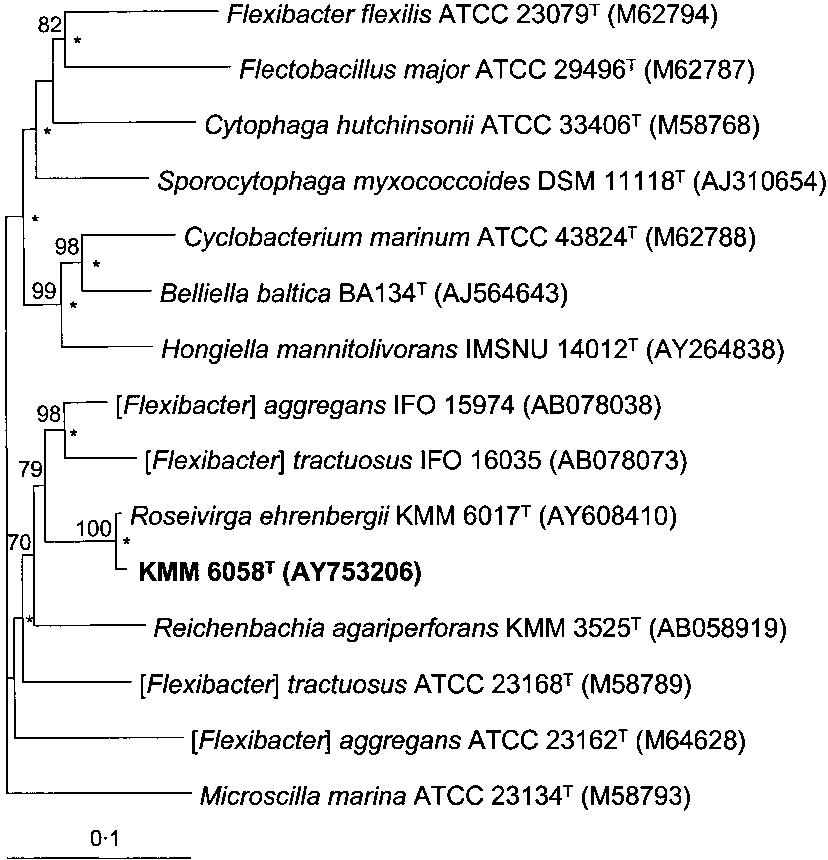 82
*
Flexibacter flexilis ATCC 23079ᵀ (M62794)
Flectobacillus major ATCC 29496ᵀ (M62787)
*
Cytophaga hutchinsonii ATCC 33406ᵀ (M58768)
Sporocytophaga myxococcoides DSM 11118ᵀ (AJ310654)
*
98
*
Cyclobacterium marinum ATCC 43824ᵀ (M62788)
99
*
Belliella baltica BA134ᵀ (AJ564643)
Hongiella mannitolivorans IMSNU 14012ᵀ (AY264838)
98
*
[Flexibacter] aggregans IFO 15974 (AB078038)
79
[Flexibacter] tractuosus IFO 16035 (AB078073)
100
*
Roseivirga ehrenbergii KMM 6017ᵀ (AY608410)
70
KMM 6058ᵀ (AY753206)
*
Reichenbachia agariperforans KMM 3525ᵀ (AB058919)
[Flexibacter] tractuosus ATCC 23168ᵀ (M58789)
[Flexibacter] aggregans ATCC 23162ᵀ (M64628)
Microscilla marina ATCC 23134ᵀ (M58793)
0·1